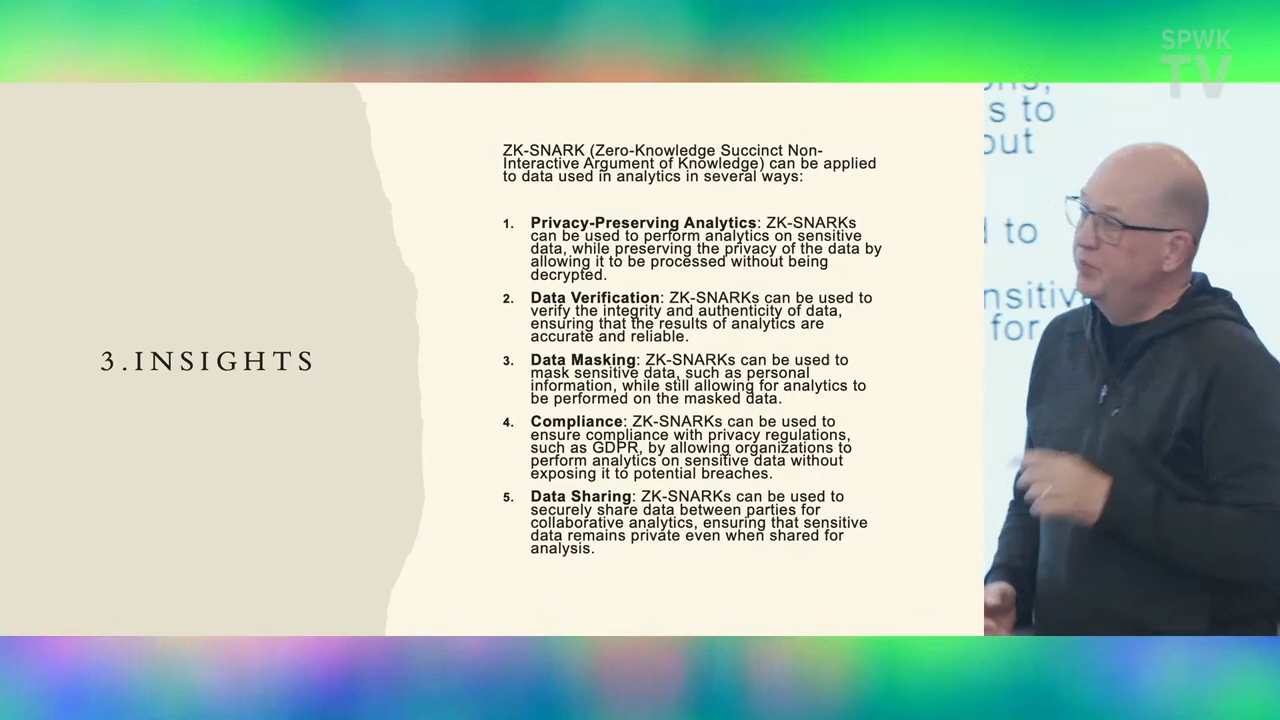 SPWK
TV
3.INSIGHTS
ZK-SNARK (Zero-Knowledge Succinct Non-
Interactive Argument of Knowledge) can be applied
to data used in analytics in several ways:
1. Privacy-Preserving Analytics: ZK-SNARKs
can be used to perform analytics on sensitive
data, while preserving the privacy of the data by
allowing it to be processed without being
decrypted.
2. Data Verification: ZK-SNARKs can be used to
verify the integrity and authenticity of data,
ensuring that the results of analytics are
accurate and reliable.
3. Data Masking: ZK-SNARKs can be used to
mask sensitive data, such as personal
information, while still allowing for analytics to
be performed on the masked data.
4. Compliance: ZK-SNARKs can be used to
ensure compliance with privacy regulations,
such as GDPR, by allowing organizations to
perform analytics on sensitive data without
exposing it to potential breaches.
5. Data Sharing: ZK-SNARKs can be used to
securely share data between parties for
collaborative analytics, ensuring that sensitive
data remains private even when shared for
analysis.
s to
out
to
nsitiv
for